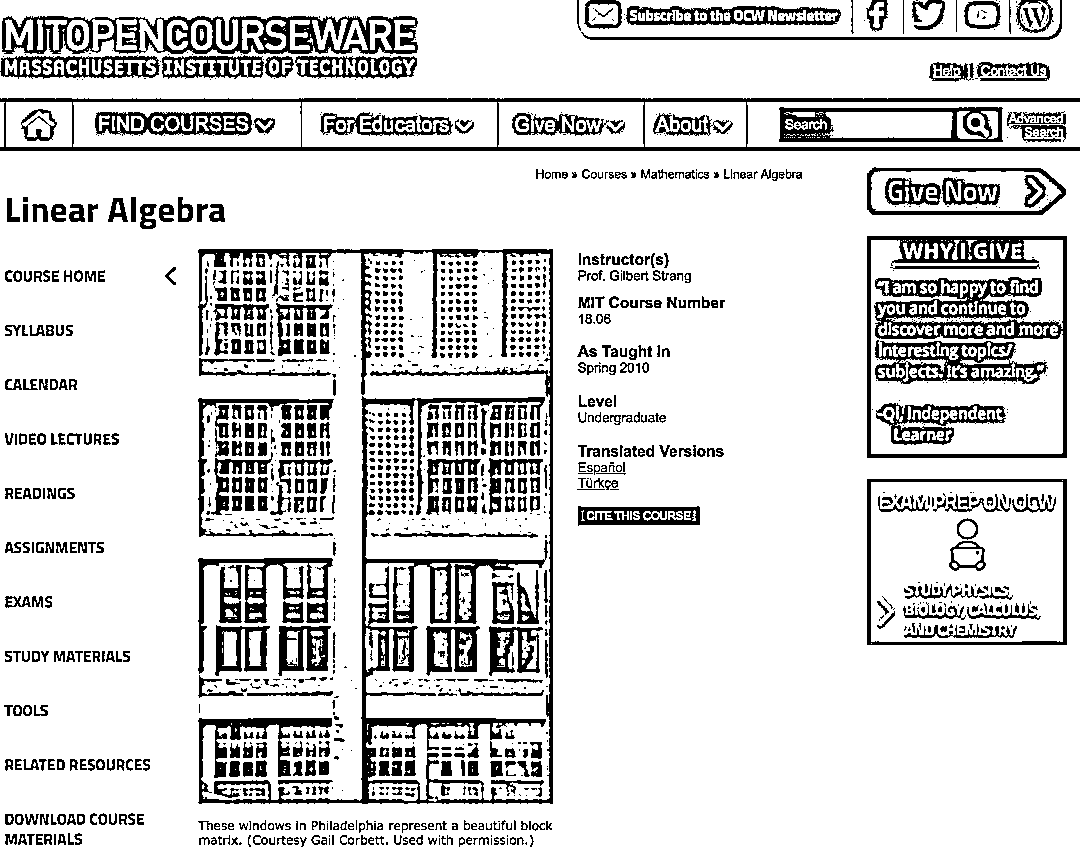 MITOPENCOURSEWARE
MASSACHUSETTS INSTITUTE OF TECHNOLOGY
Subscribe to the OCW Newsletter
Help | Contact Us
FIND COURSES
For Educators
Give Now
About
Search
Advanced
Search
Home » Courses » Mathematics » Linear Algebra
Linear Algebra
COURSE HOME
SYLLABUS
CALENDAR
VIDEO LECTURES
READINGS
ASSIGNMENTS
EXAMS
STUDY MATERIALS
TOOLS
RELATED RESOURCES
DOWNLOAD COURSE
MATERIALS
These windows in Philadelphia represent a beautiful block
matrix. (Courtesy Gail Corbett. Used with permission.)
Instructor(s)
Prof. Gilbert Strang
MIT Course Number
18.06
As Taught In
Spring 2010
Level
Undergraduate
Translated Versions
Español
Türkçe
CITE THIS COURSE
Give Now
WHY I GIVE
"I am so happy to find
you and continue to
discover more and more
interesting topics/
subjects. It's amazing."
-Qi, Independent
Learner
EXAM PREP ON OCW
STUDY PHYSICS,
BIOLOGY, CALCULUS,
AND CHEMISTRY